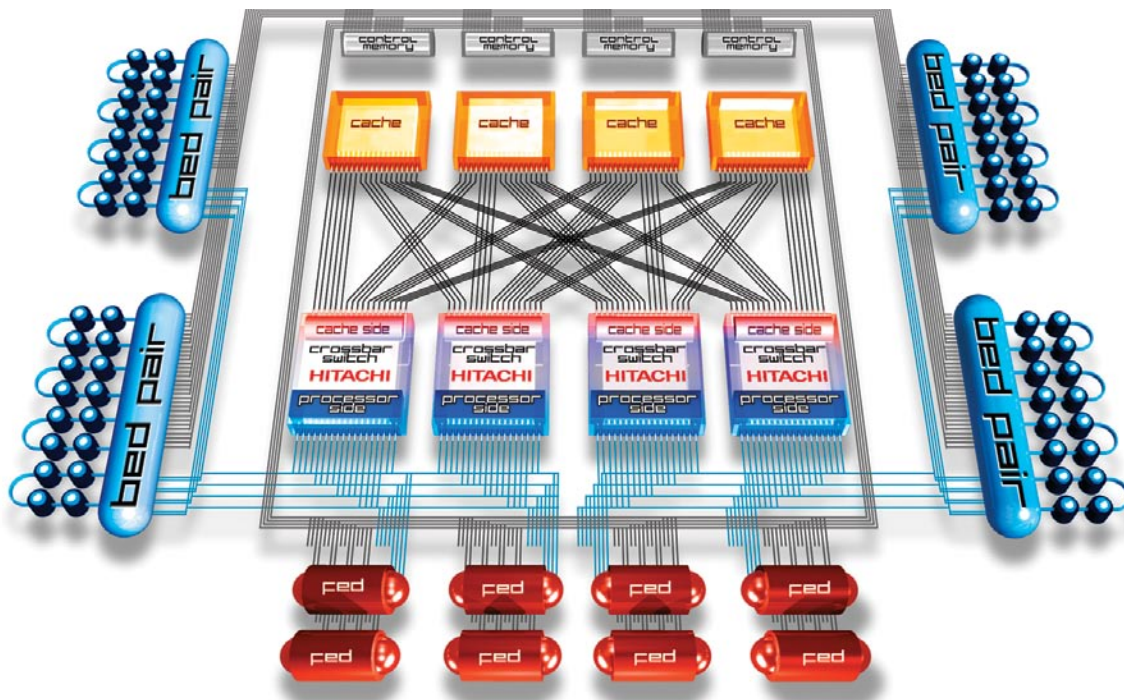 control
memory
control
memory
control
memory
control
memory
bed pair
bed pair
cache
cache
cache
cache
bed pair
bed pair
cache side
crossbar
switch
HITACHI
processor
side
cache side
crossbar
switch
HITACHI
processor
side
cache side
crossbar
switch
HITACHI
processor
side
cache side
crossbar
switch
HITACHI
processor
side
fed
fed
fed
fed
fed
fed
fed
fed